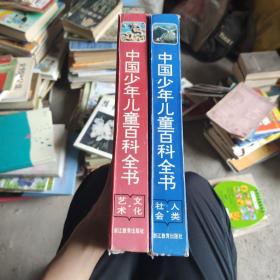 中国少年儿童百科全书
文化·艺术
浙江教育出版社
中国少年儿童百科全书
人类·社会
浙江教育出版社